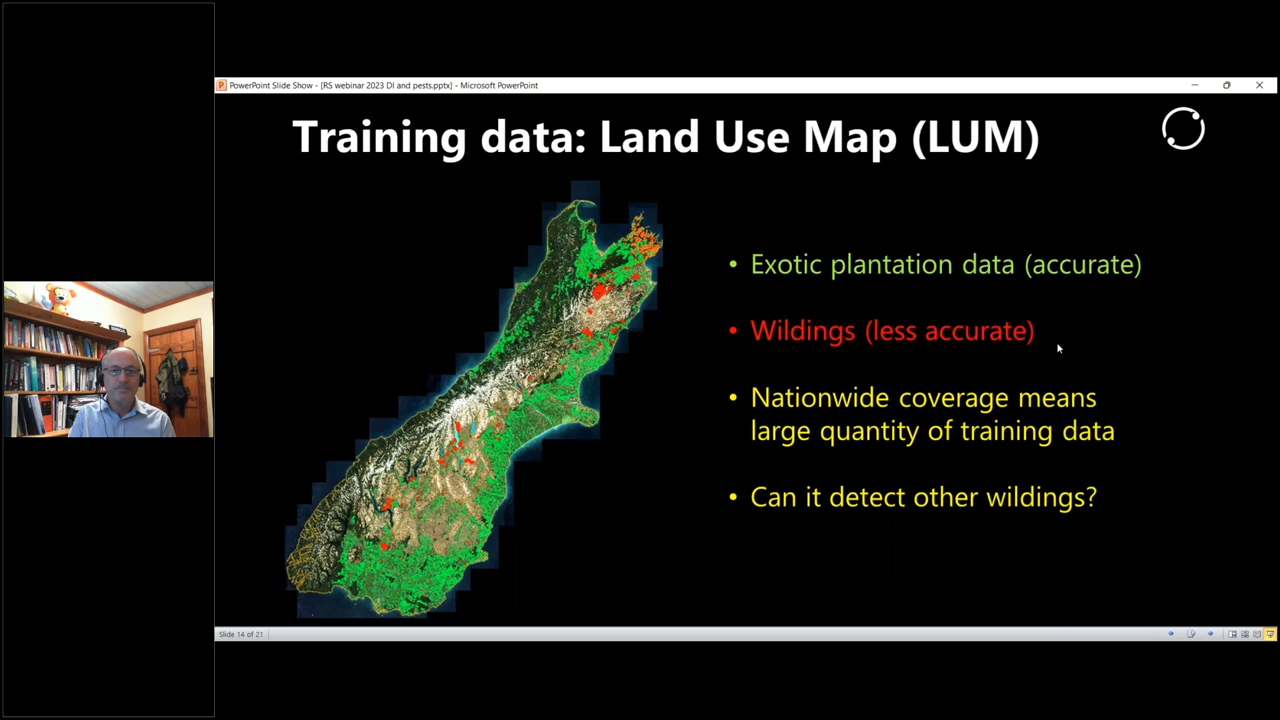 PowerPoint Slide Show - [RS webinar 2023 DI and pests.pptx] - Microsoft PowerPoint
Training data: Land Use Map (LUM)
• Exotic plantation data (accurate)
• Wildings (less accurate)
• Nationwide coverage means
large quantity of training data
• Can it detect other wildings?
Slide 14 of 21